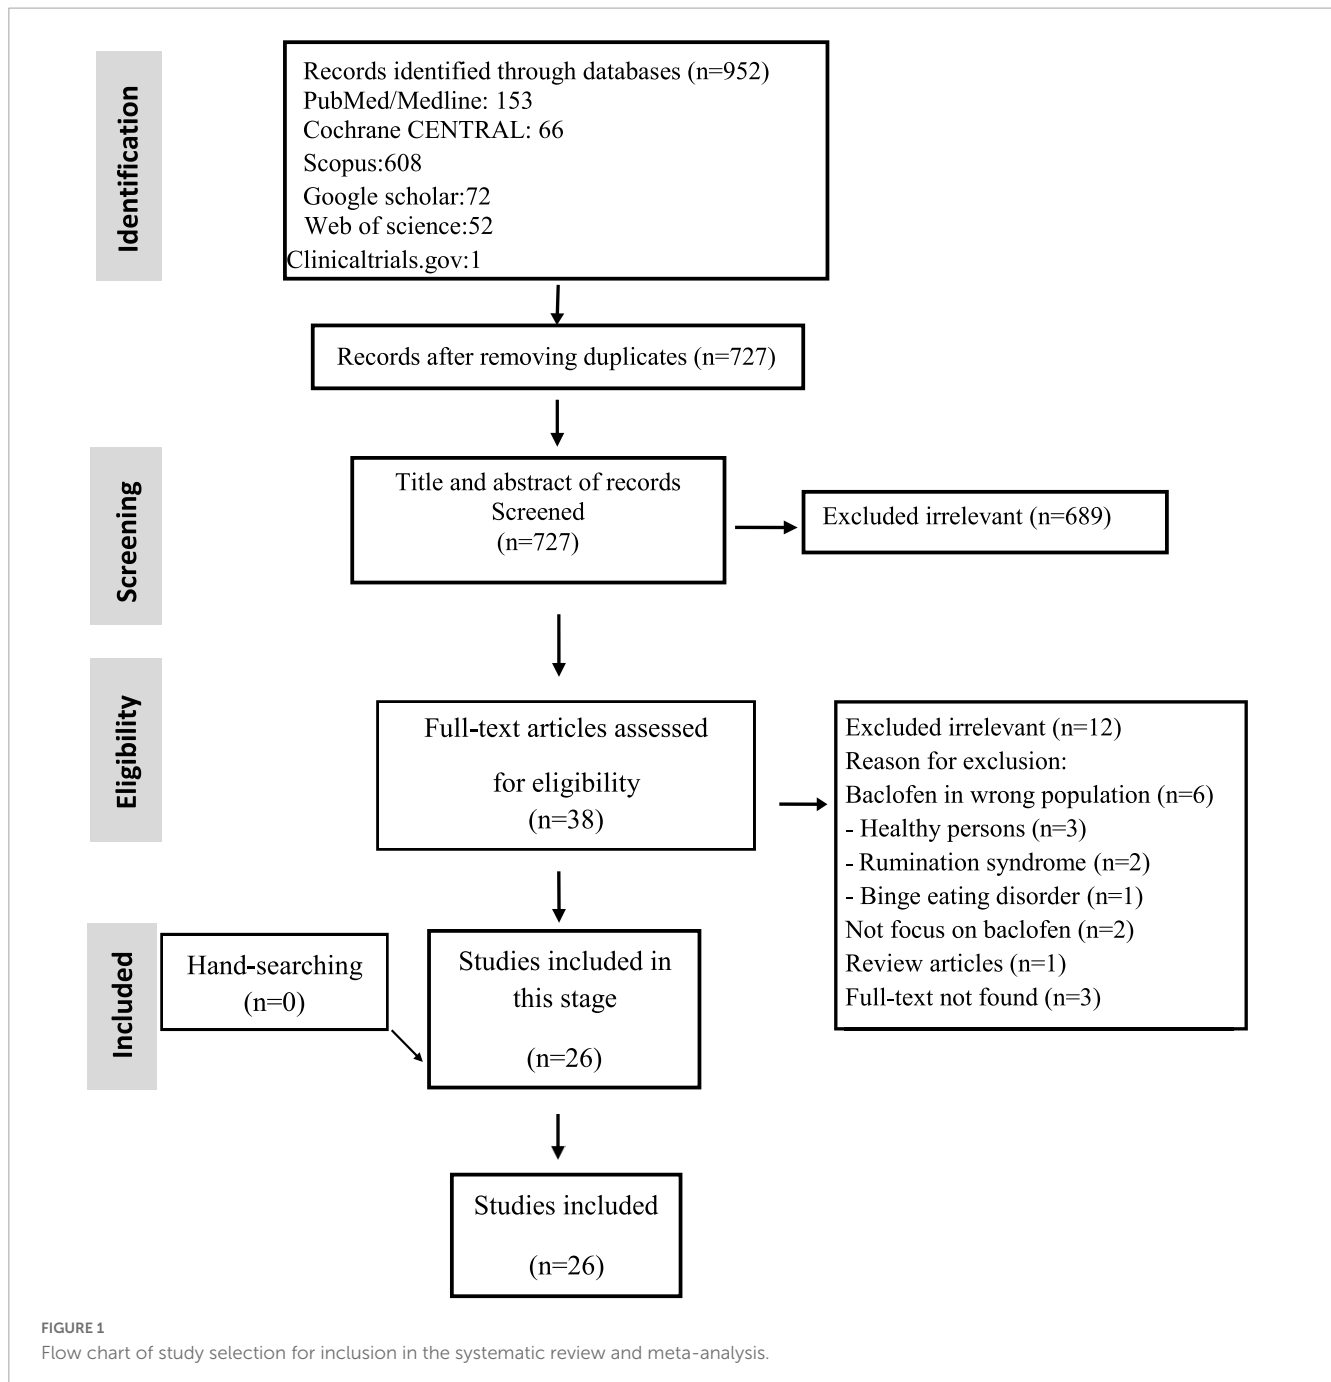 Identification
Records identified through databases (n=952)
PubMed/Medline: 153
Cochrane CENTRAL: 66
Scopus:608
Google scholar:72
Web of science:52
Clinicaltrials.gov:1
Records after removing duplicates (n=727)
Screening
Title and abstract of records
Screened
(n=727)
Excluded irrelevant (n=689)
Eligibility
Full-text articles assessed
for eligibility
(n=38)
Excluded irrelevant (n=12)
Reason for exclusion:
Baclofen in wrong population (n=6)
- Healthy persons (n=3)
- Rumination syndrome (n=2)
- Binge eating disorder (n=1)
Not focus on baclofen (n=2)
Review articles (n=1)
Full-text not found (n=3)
Included
Hand-searching
(n=0)
Studies included in
this stage
(n=26)
Studies included
(n=26)
FIGURE 1
Flow chart of study selection for inclusion in the systematic review and meta-analysis.